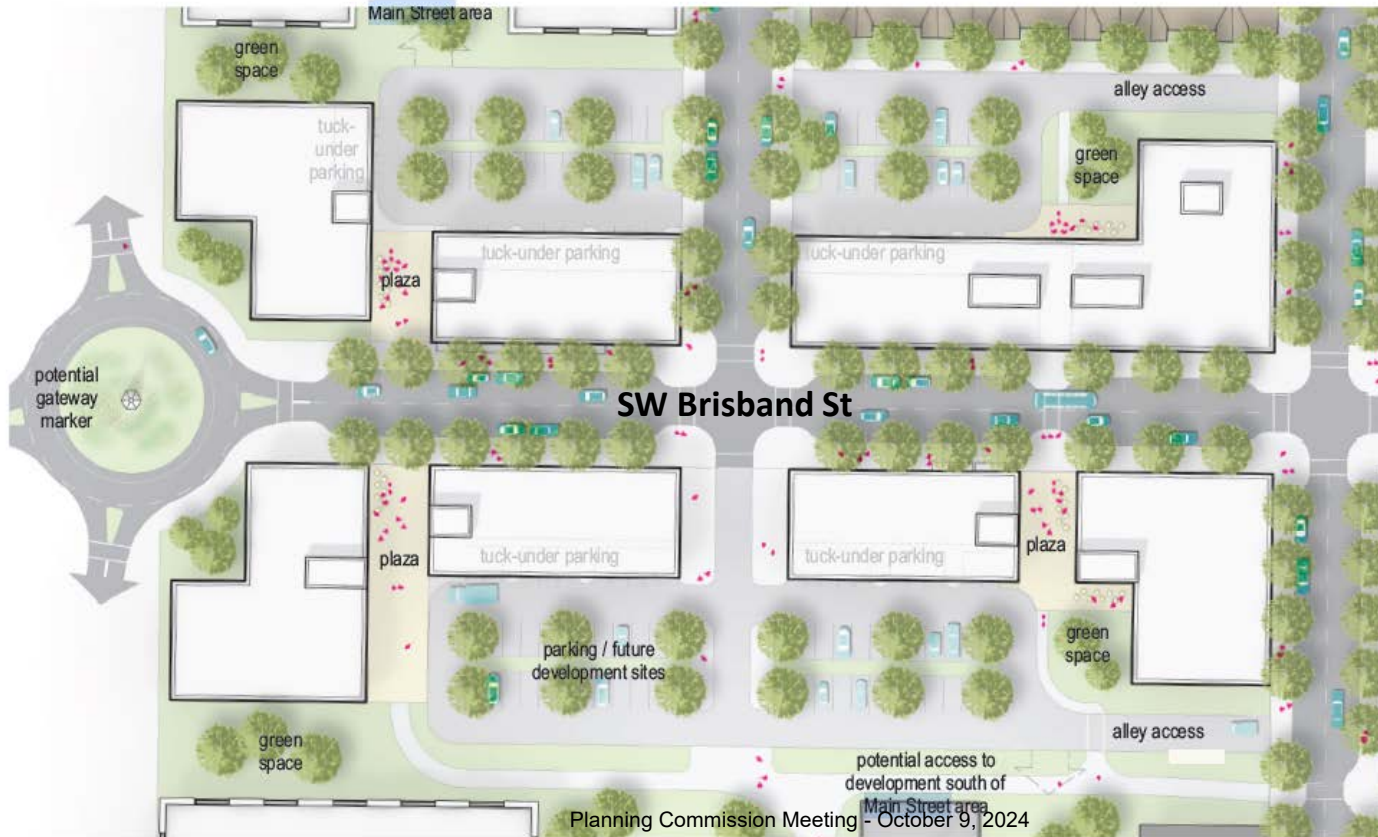 Main Street area
green
space
alley access
tuck-
under
parking
green
space
tuck-under parking
tuck-under parking
plaza
potential
gateway
marker
SW Brisband St
plaza
tuck-under parking
tuck-under parking
plaza
parking / future
development sites
green
space
green
space
alley access
potential access to
development south of
Main Street area
Planning Commission Meeting - October 9, 2024